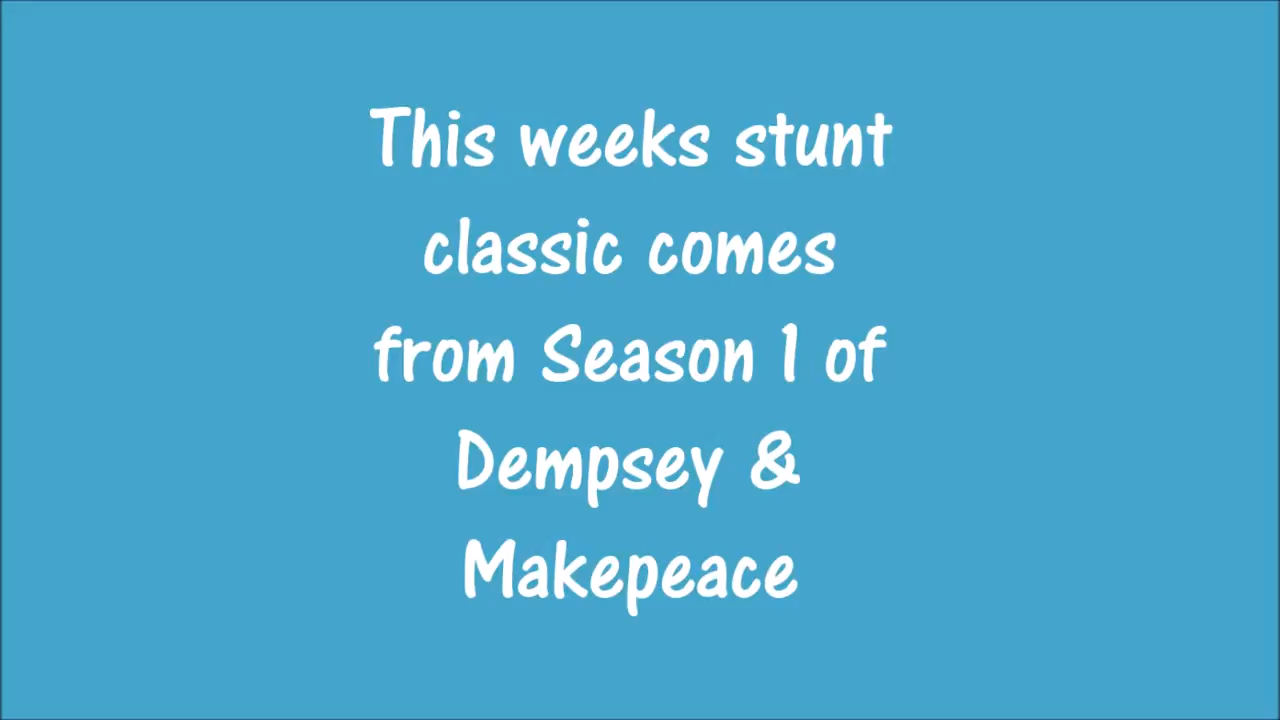 This weeks stunt
classic comes
from Season 1 of
Dempsey &
Makepeace